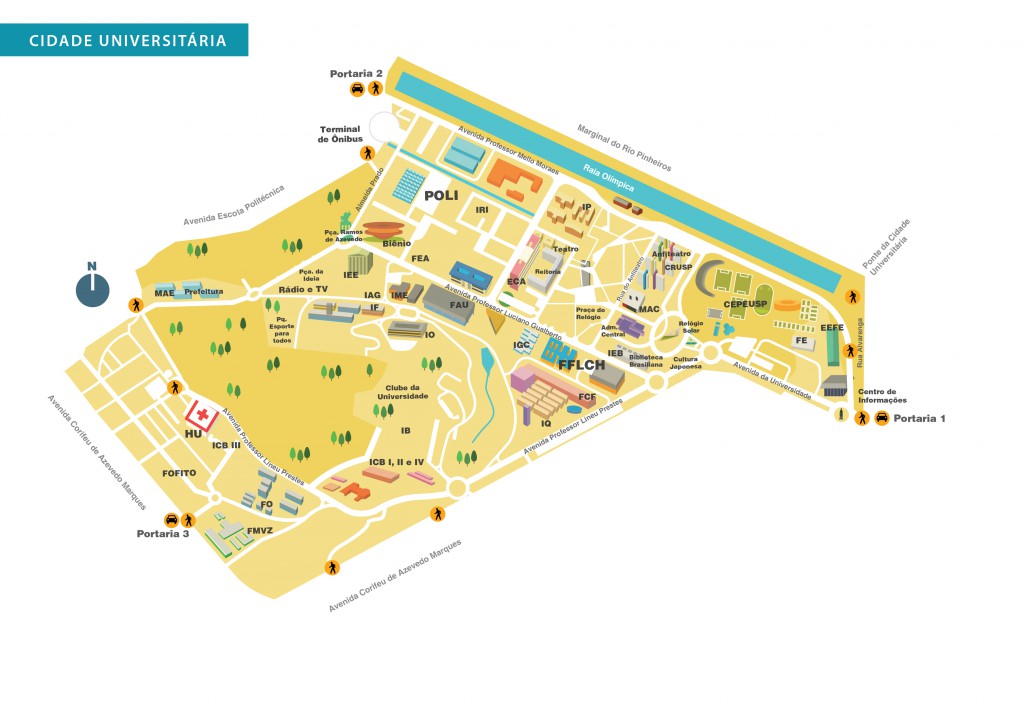 CIDADE UNIVERSITÁRIA
Portaria 2
Terminal
de Ônibus
Marginal do Rio Pinheiros
Avenida Professor Mello Moraes
Raia Olímpica
Avenida Escola Politécnica
Almeida Prado
POLI
IRI
IP
Ponte da Cidade
Universitária
Pça. Ramos
de Azevedo
Biênio
FEA
Teatro
Reitoria
Anfiteatro
CRUSP
Rua do Anfiteatro
N
Pça. da
Ideia
IEE
Rádio e TV
ECA
MAE
Prefeitura
IAG
IF
IME
FAU
Avenida Professor Luciano Gualberto
Praça do
Relógio
MAC
CEPEUSP
Pq.
Esporte
para
todos
IO
IGC
Adm.
Central
Relógio
Solar
EEFE
FE
Rua Alvarenga
FFLCH
IEB
Biblioteca
Brasiliana
Cultura
Japonesa
Avenida da Universidade
Centro de
Informações
Portaria 1
Clube da
Universidade
FCF
IQ
Avenida Professor Lineu Prestes
IB
Avenida Corifeu de Azevedo Marques
HU
ICB III
Avenida Professor Lineu Prestes
ICB I, II e IV
FOFITO
FO
FMVZ
Portaria 3
Avenida Corifeu de Azevedo Marques